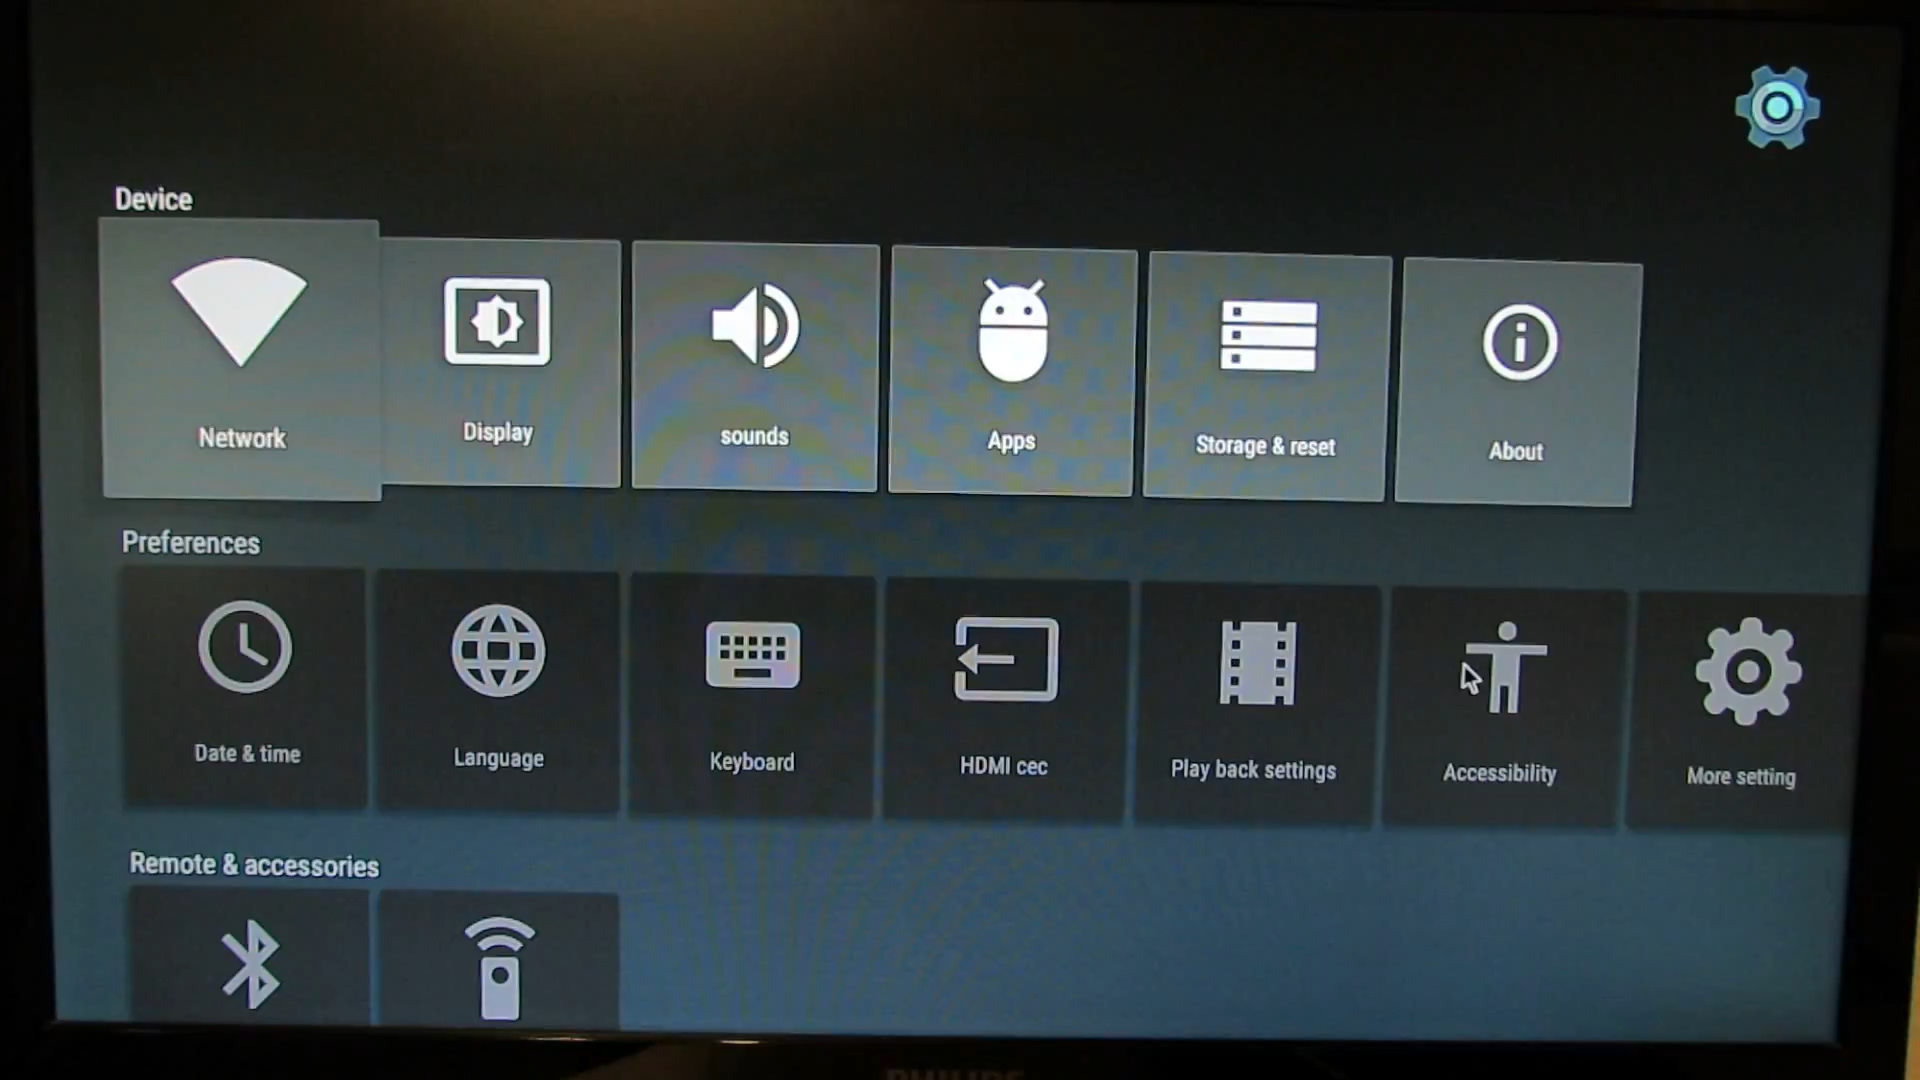 Device
Network
Display
sounds
Apps
Storage & reset
About
Preferences
Date & time
Language
Keyboard
HDMI cec
Play back settings
Accessibility
More setting
Remote & accessories